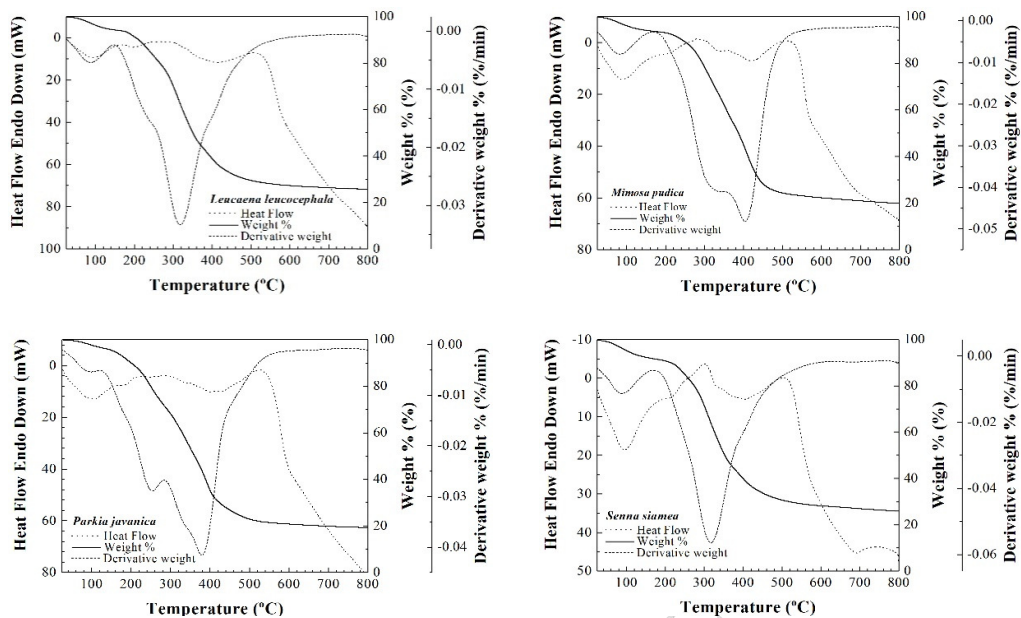 Heat Flow Endo Down (mW)
0
20
40
60
80
100
Leucaena leucocephala
Heat Flow
Weight %
Derivative weight
100 200 300 400 500 600 700 800
Temperature (ºC)
100
80
60
40
20
0
Weight % (%)
0.00
-0.01
-0.02
-0.03
Derivative weight % (%/min)
Heat Flow Endo Down (mW)
0
20
40
60
80
Mimosa pudica
Heat Flow
Weight %
Derivative weight
100 200 300 400 500 600 700 800
Temperature (ºC)
100
80
60
40
20
0
Weight % (%)
0.00
-0.01
-0.02
-0.03
-0.04
-0.05
Derivative weight % (%/min)
Heat Flow Endo Down (mW)
0
20
40
60
80
Parkia javanica
Heat Flow
Weight %
Derivative weight
100 200 300 400 500 600 700 800
Temperature (ºC)
100
80
60
40
20
0
Weight % (%)
0.00
-0.01
-0.02
-0.03
-0.04
Derivative weight % (%/min)
Heat Flow Endo Down (mW)
-10
0
10
20
30
40
50
Senna siamea
Heat Flow
Weight %
Derivative weight
100 200 300 400 500 600 700 800
Temperature (ºC)
100
80
60
40
20
0
Weight % (%)
0.00
-0.02
-0.04
-0.06
Derivative weight % (%/min)